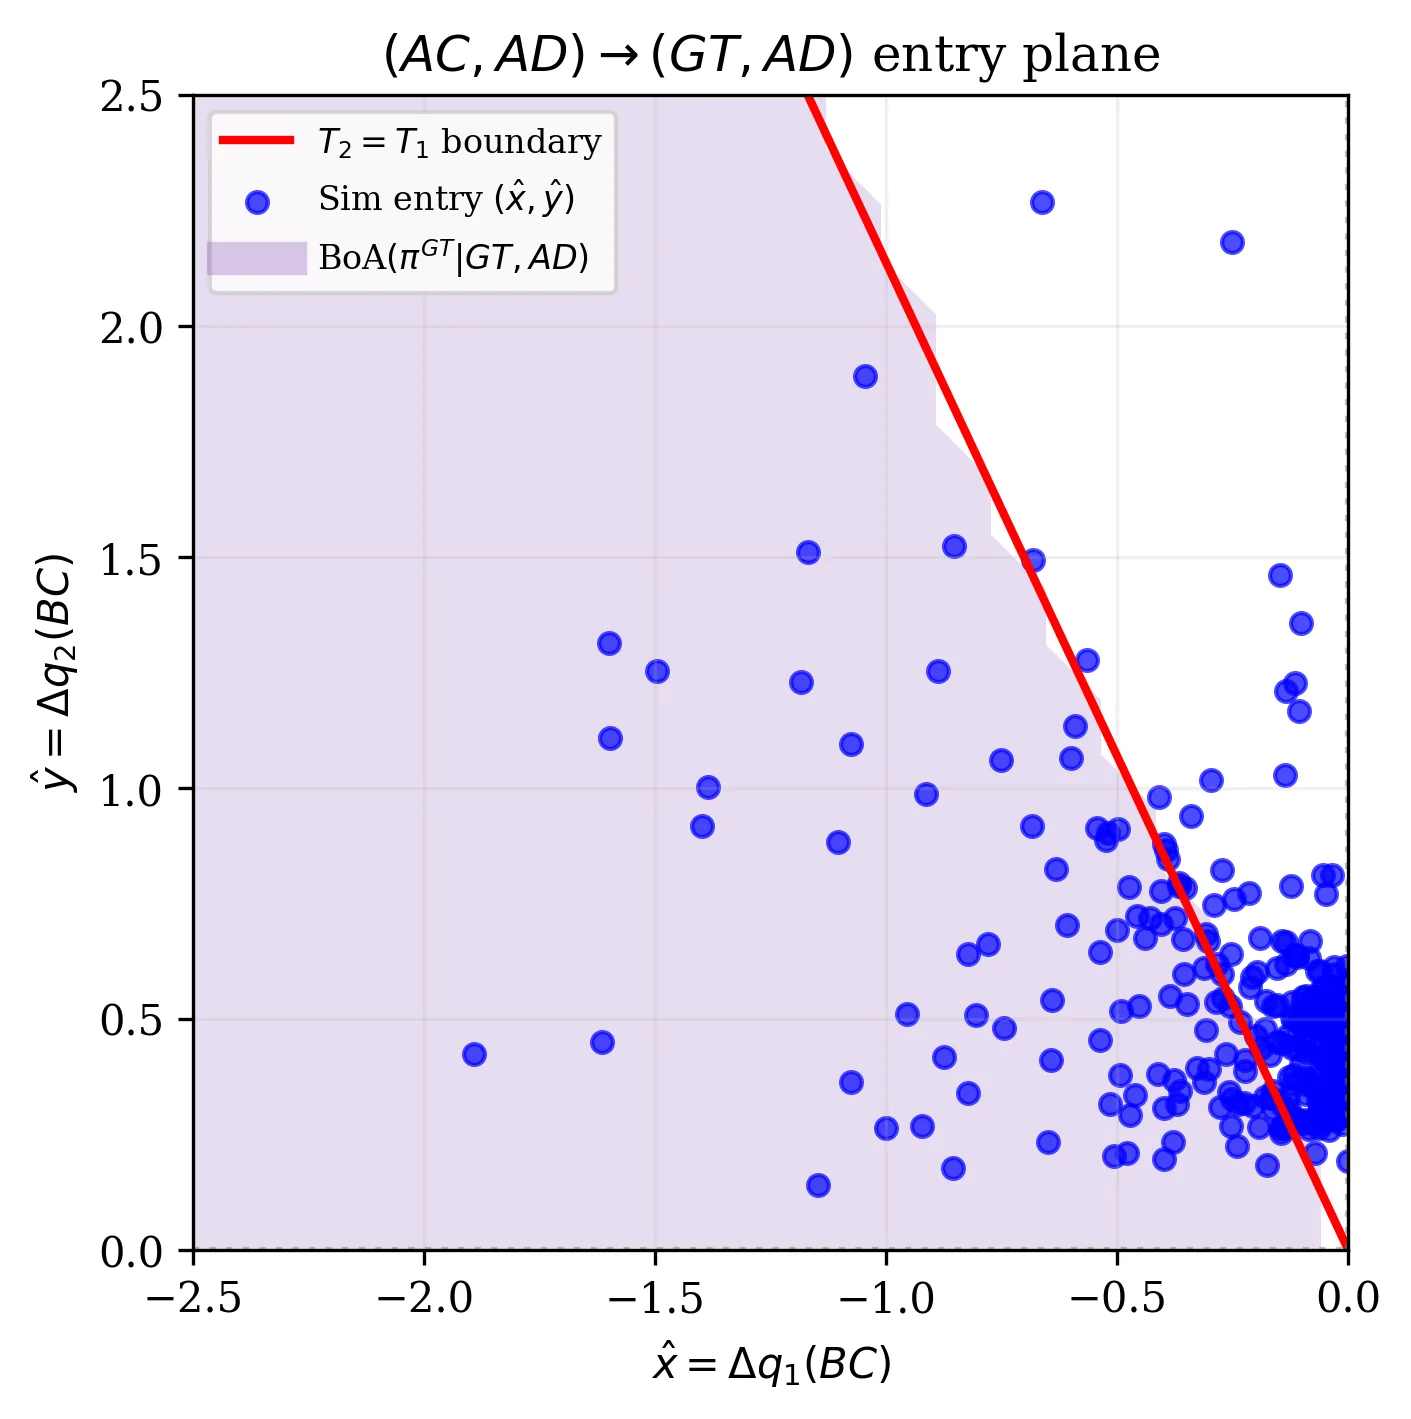 (AC, AD) → (GT, AD) entry plane
T₂ = T₁ boundary
Sim entry (x̂, ŷ)
BoA(π^{GT}|GT, AD)
2.5
2.0
1.5
1.0
0.5
0.0
ŷ = Δq₂(BC)
−2.5
−2.0
−1.5
−1.0
−0.5
0.0
x̂ = Δq₁(BC)